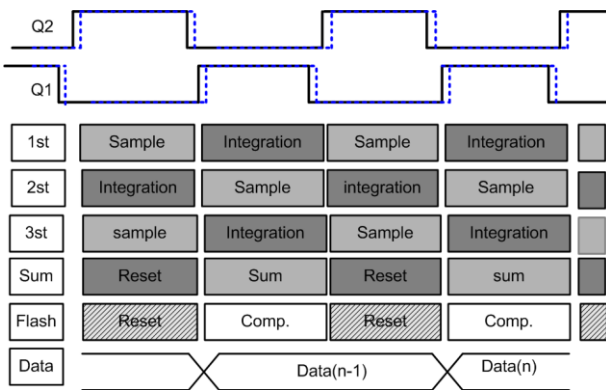 Q2
Q1
1st Sample Integration Sample Integration
2st Integration Sample integration Sample
3st sample Integration Sample Integration
Sum Reset Sum Reset sum
Flash Reset Comp. Reset Comp.
Data Data(n-1) Data(n)